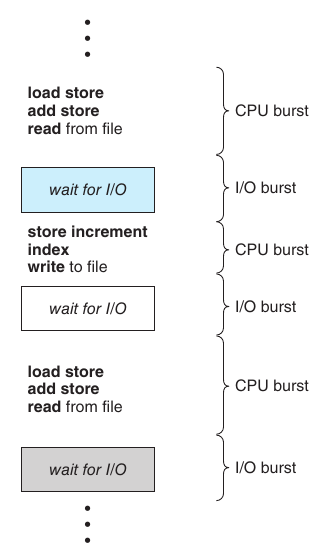 load store
add store
read from file
CPU burst
wait for I/O
I/O burst
store increment
index
write to file
CPU burst
wait for I/O
I/O burst
load store
add store
read from file
CPU burst
wait for I/O
I/O burst